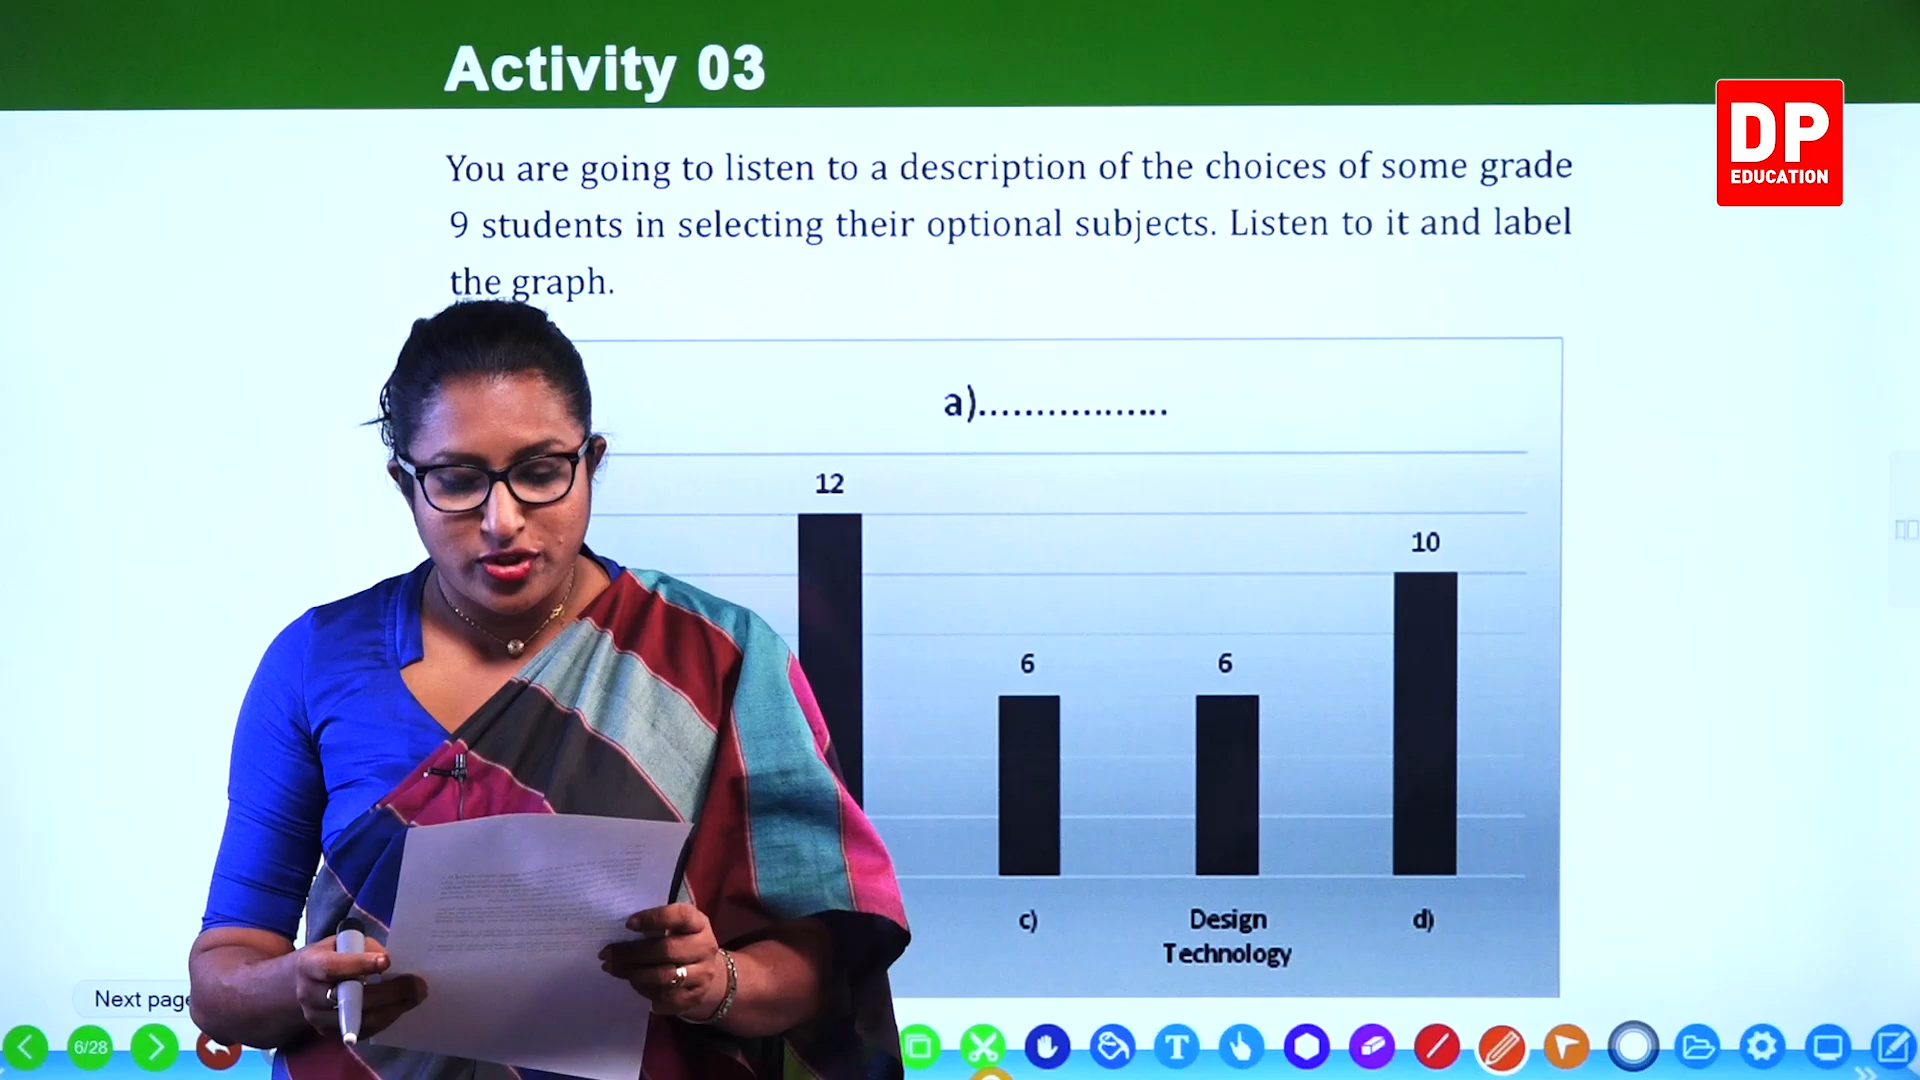 Activity 03
DP
EDUCATION
You are going to listen to a description of the choices of some grade
9 students in selecting their optional subjects. Listen to it and label
the graph.
a).................
12
6
6
10
c)
Design
Technology
d)
Next page
6/28
T